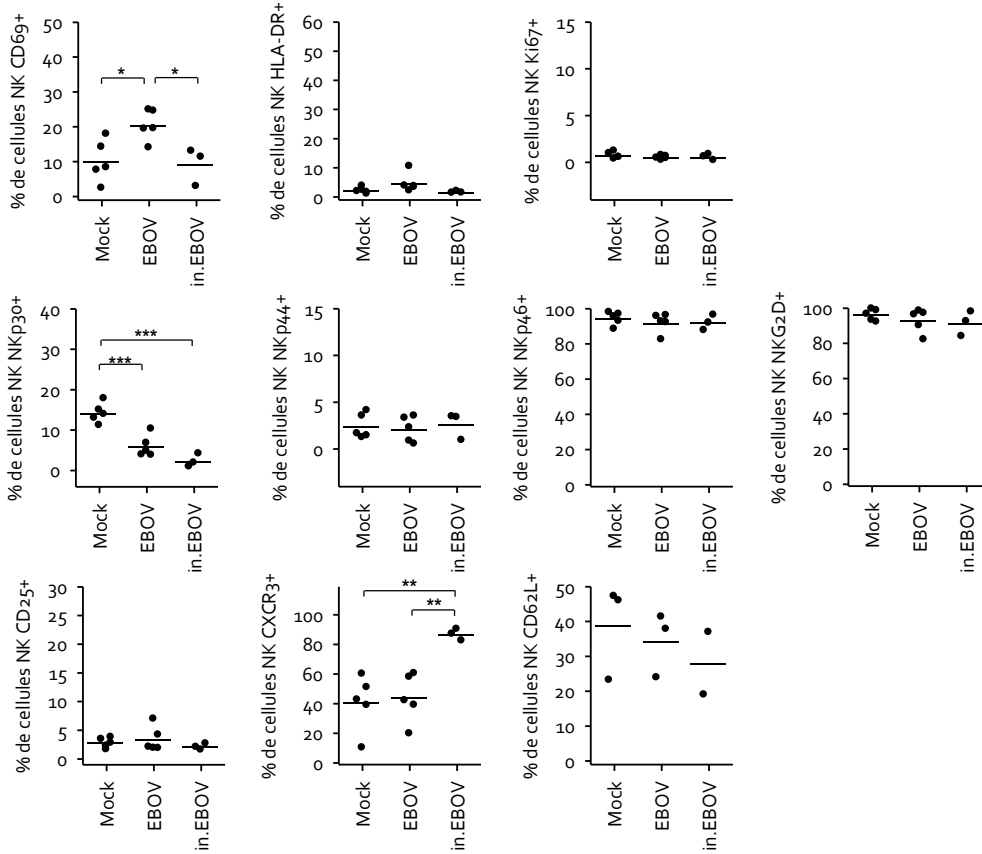 % de cellules NK CD69+
50
40
30
20
10
0
*
*
Mock
EBOV
in.EBOV
% de cellules NK HLA-DR+
60
50
40
30
20
10
0
Mock
EBOV
in.EBOV
% de cellules NK Ki67+
15
10
5
0
Mock
EBOV
in.EBOV
% de cellules NK NKp30+
40
30
20
10
0
***
***
Mock
EBOV
in.EBOV
% de cellules NK NKp44+
15
10
5
0
Mock
EBOV
in.EBOV
% de cellules NK NKp46+
100
80
60
40
20
0
Mock
EBOV
in.EBOV
% de cellules NK NKG2D+
100
80
60
40
20
0
Mock
EBOV
in.EBOV
% de cellules NK CD25+
30
25
20
15
10
5
0
Mock
EBOV
in.EBOV
% de cellules NK CXCR3+
100
80
60
40
20
0
**
**
Mock
EBOV
in.EBOV
% de cellules NK CD62L+
50
40
30
20
10
0
Mock
EBOV
in.EBOV